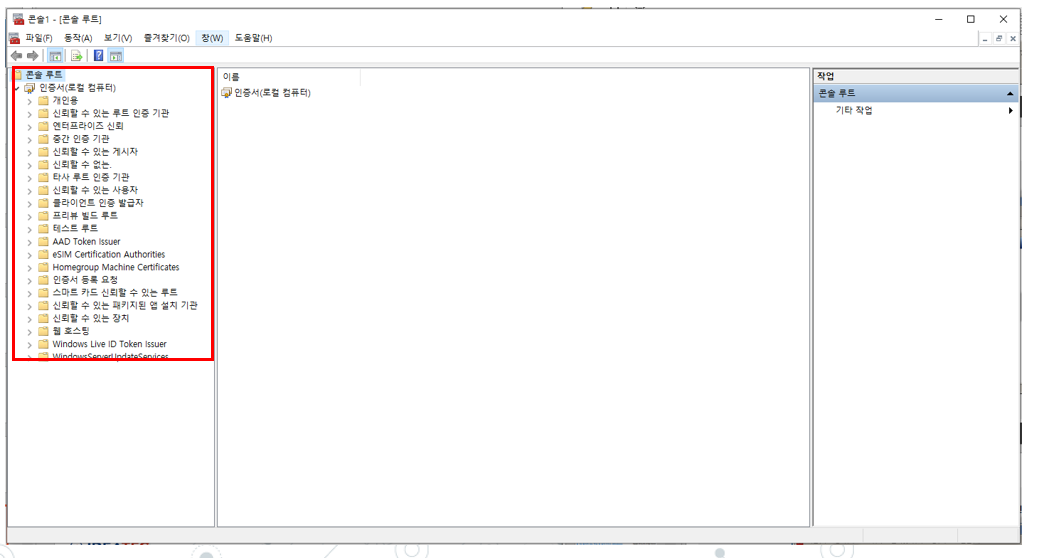 콘솔1 - [콘솔 루트]
파일(F) 동작(A) 보기(V) 즐겨찾기(O) 창(W) 도움말(H)
콘솔 루트
인증서(로컬 컴퓨터)
개인용
신뢰할 수 있는 루트 인증 기관
엔터프라이즈 신뢰
중간 인증 기관
신뢰할 수 있는 게시자
신뢰할 수 없는.
타사 루트 인증 기관
신뢰할 수 있는 사용자
클라이언트 인증 발급자
프리뷰 빌드 루트
테스트 루트
AAD Token Issuer
eSIM Certification Authorities
Homegroup Machine Certificates
인증서 등록 요청
스마트 카드 신뢰할 수 있는 루트
신뢰할 수 있는 패키지된 앱 설치 기관
신뢰할 수 있는 장치
웹 호스팅
Windows Live ID Token Issuer
WindowsServerUpdateServices
이름
인증서(로컬 컴퓨터)
작업
콘솔 루트
기타 작업